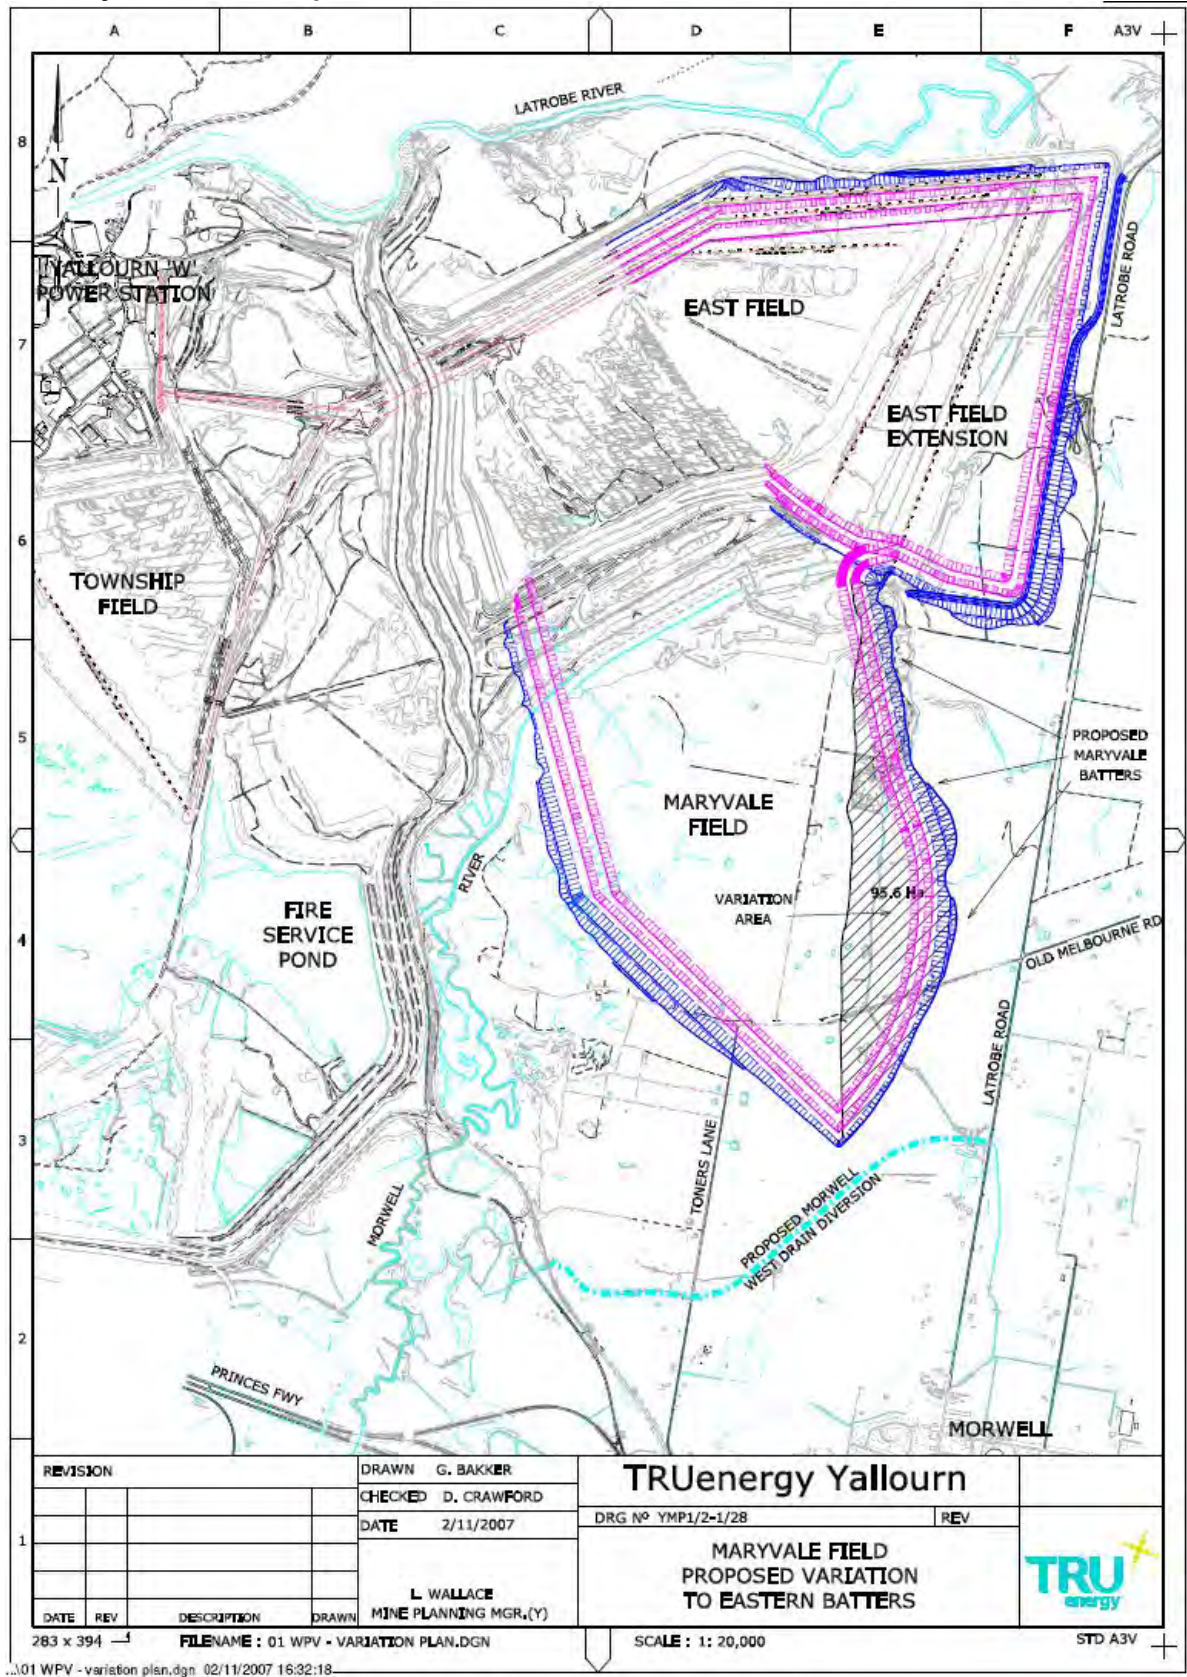 A B C D E F A3V
8
7
6
5
4
3
2
1
N
LATROBE RIVER
YALLOURN 'W'
POWER STATION
EAST FIELD
LATROBE ROAD
EAST FIELD
EXTENSION
TOWNSHIP
FIELD
PROPOSED
MARYVALE
BATTERS
MARYVALE
FIELD
RIVER
VARIATION
AREA
95.6 Ha
FIRE
SERVICE
POND
OLD MELBOURNE RD
LATROBE ROAD
TONERS LANE
MORWELL
PROPOSED MORWELL
WEST DRAIN DIVERSION
PRINCES FWY
MORWELL
REVISION
DATE REV DESCRIPTION DRAWN
DRAWN G. BAKKER
CHECKED D. CRAWFORD
DATE 2/11/2007
L. WALLACE
MINE PLANNING MGR.(Y)
TRUenergy Yallourn
DRG Nº YMP1/2-1/28 REV
MARYVALE FIELD
PROPOSED VARIATION
TO EASTERN BATTERS
TRU
energy
283 x 394 FILENAME : 01 WPV - VARIATION PLAN.DGN SCALE : 1: 20,000 STD A3V
...\01 WPV - variation plan.dgn 02/11/2007 16:32:18